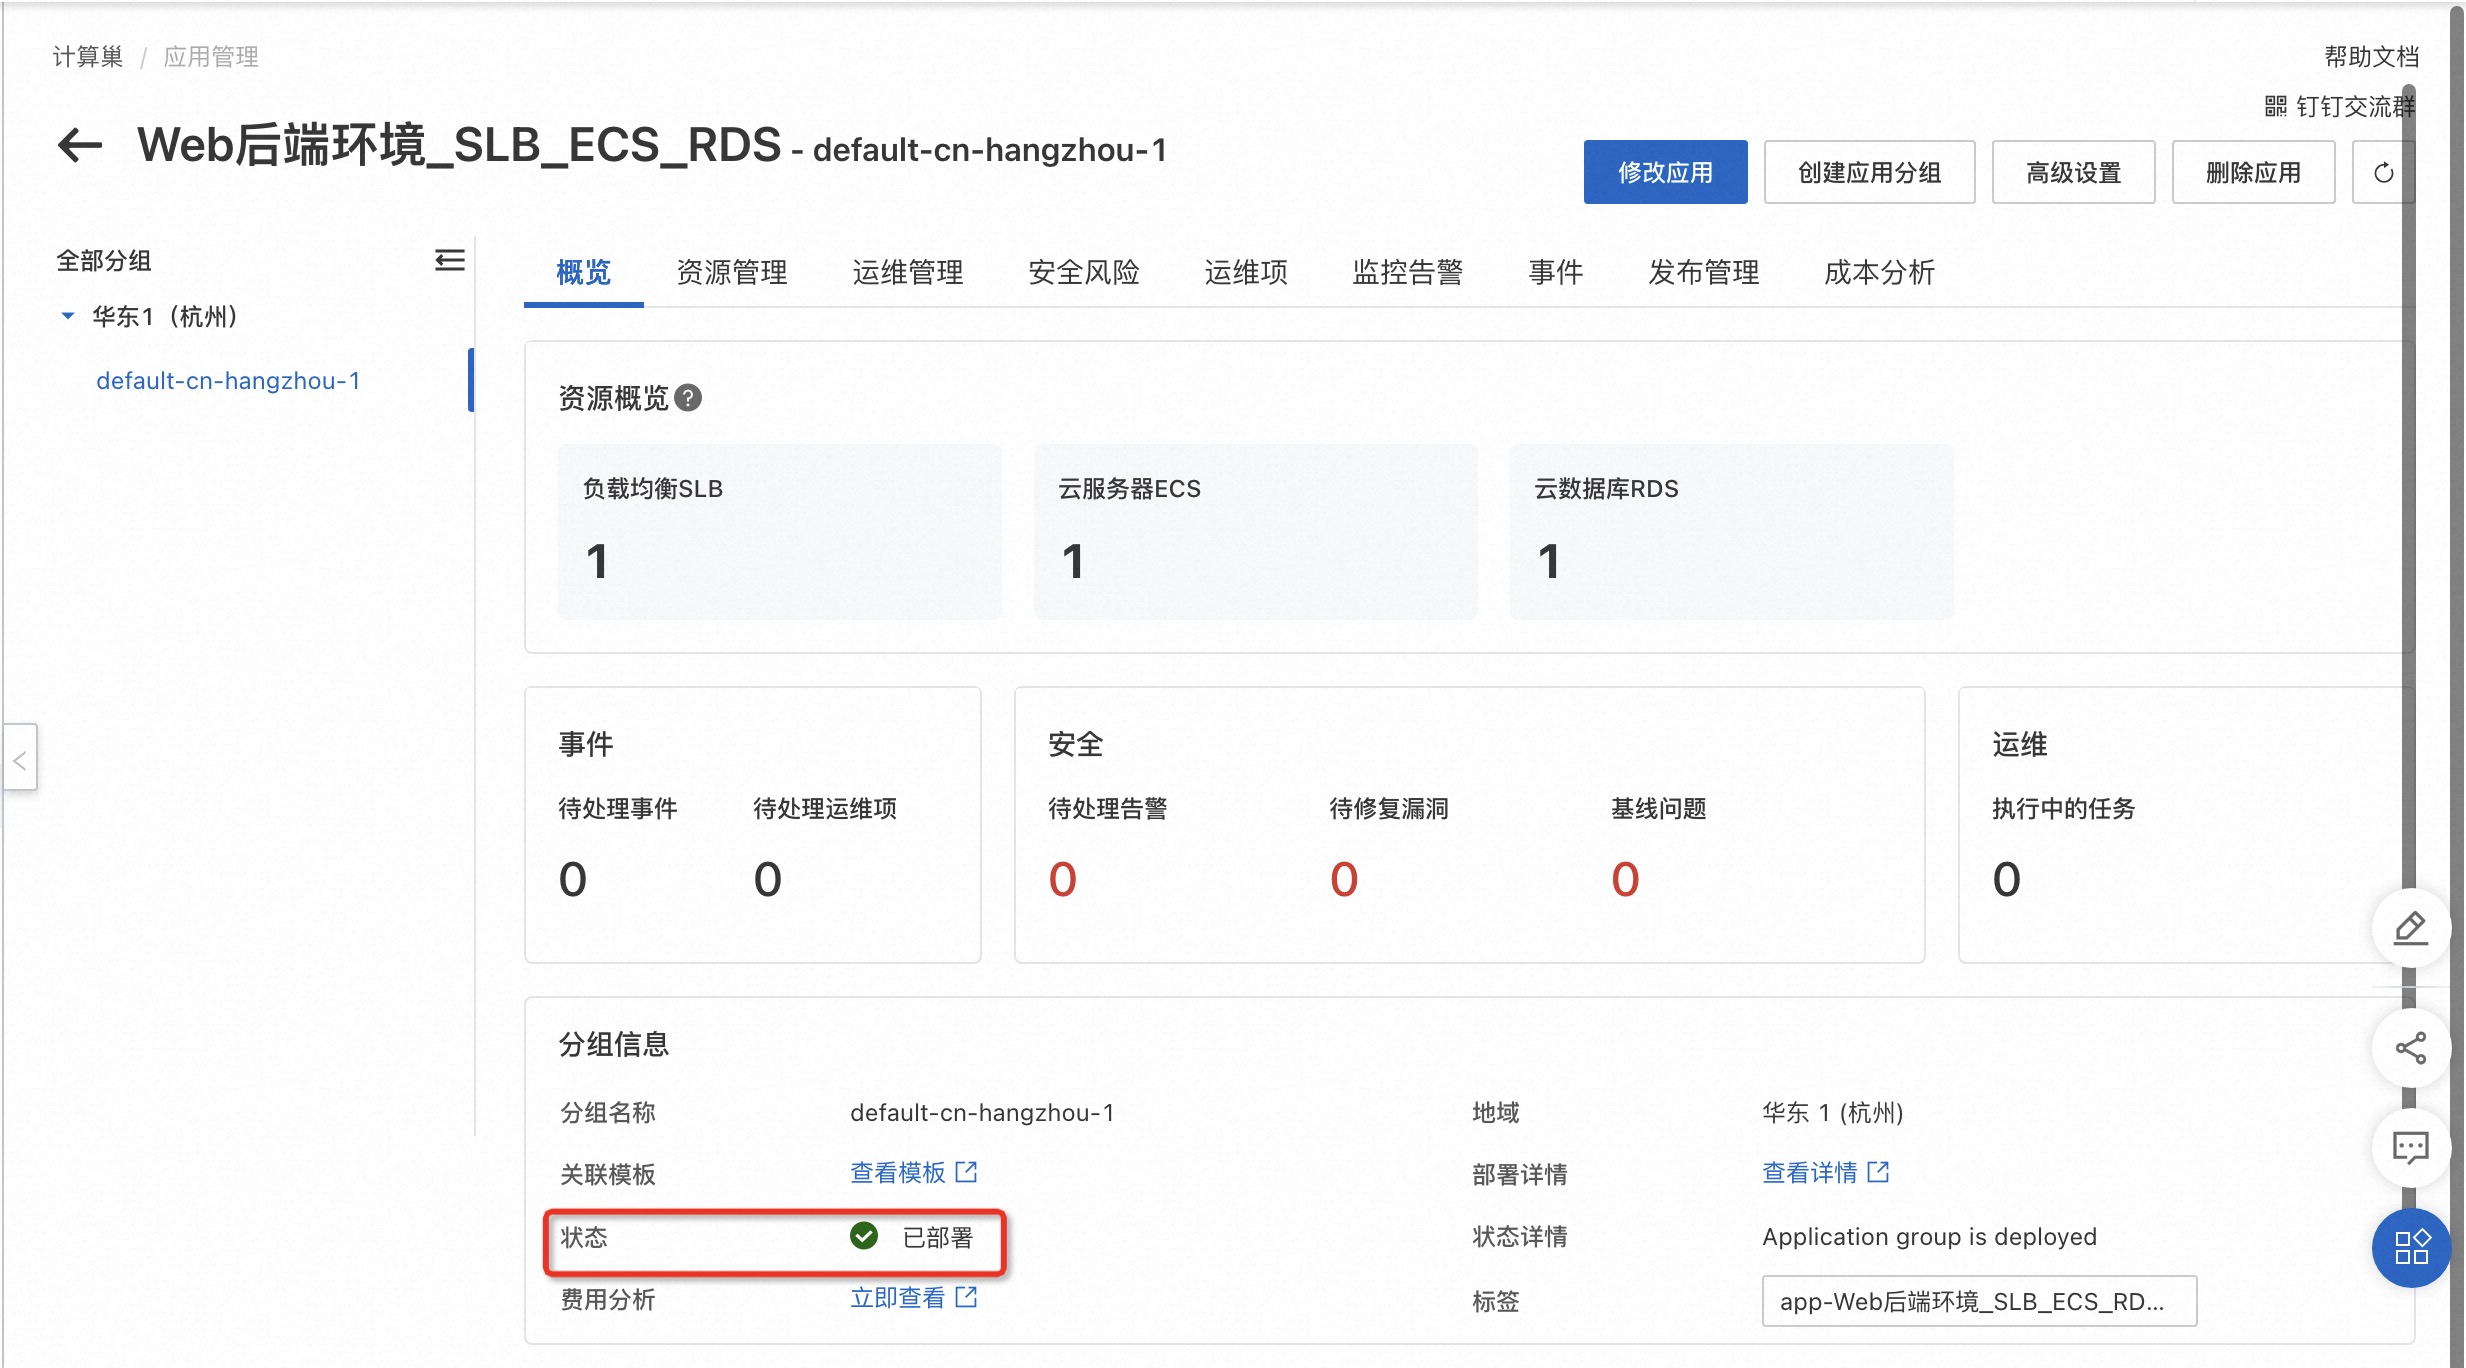 计算巢 / 应用管理
帮助文档
钉钉交流群
Web后端环境_SLB_ECS_RDS - default-cn-hangzhou-1
修改应用
创建应用分组
高级设置
删除应用
全部分组
华东1（杭州）
default-cn-hangzhou-1
概览 资源管理 运维管理 安全风险 运维项 监控告警 事件 发布管理 成本分析
资源概览
负载均衡SLB
1
云服务器ECS
1
云数据库RDS
1
事件
待处理事件 待处理运维项
0 0
安全
待处理告警 待修复漏洞 基线问题
0 0 0
运维
执行中的任务
0
分组信息
分组名称 default-cn-hangzhou-1 地域 华东 1 (杭州)
关联模板 查看模板 部署详情 查看详情
状态 已部署 状态详情 Application group is deployed
费用分析 立即查看 标签 app-Web后端环境_SLB_ECS_RD...